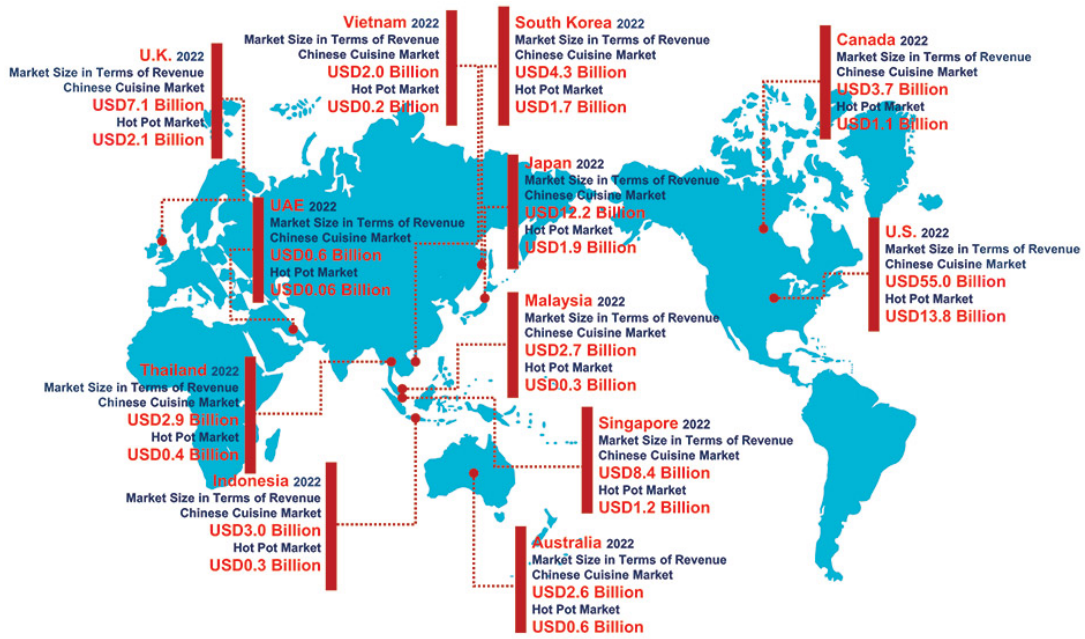 Vietnam 2022
Market Size in Terms of Revenue
Chinese Cuisine Market
USD2.0 Billion
Hot Pot Market
USD0.2 Billion
South Korea 2022
Market Size in Terms of Revenue
Chinese Cuisine Market
USD4.3 Billion
Hot Pot Market
USD1.7 Billion
Canada 2022
Market Size in Terms of Revenue
Chinese Cuisine Market
USD3.7 Billion
Hot Pot Market
USD1.1 Billion
U.K. 2022
Market Size in Terms of Revenue
Chinese Cuisine Market
USD7.1 Billion
Hot Pot Market
USD2.1 Billion
Japan 2022
Market Size in Terms of Revenue
Chinese Cuisine Market
USD12.2 Billion
Hot Pot Market
USD1.9 Billion
UAE 2022
Market Size in Terms of Revenue
Chinese Cuisine Market
USD0.6 Billion
Hot Pot Market
USD0.06 Billion
U.S. 2022
Market Size in Terms of Revenue
Chinese Cuisine Market
USD55.0 Billion
Hot Pot Market
USD13.8 Billion
Malaysia 2022
Market Size in Terms of Revenue
Chinese Cuisine Market
USD2.7 Billion
Hot Pot Market
USD0.3 Billion
Thailand 2022
Market Size in Terms of Revenue
Chinese Cuisine Market
USD2.9 Billion
Hot Pot Market
USD0.4 Billion
Singapore 2022
Market Size in Terms of Revenue
Chinese Cuisine Market
USD8.4 Billion
Hot Pot Market
USD1.2 Billion
Indonesia 2022
Market Size in Terms of Revenue
Chinese Cuisine Market
USD3.0 Billion
Hot Pot Market
USD0.3 Billion
Australia 2022
Market Size in Terms of Revenue
Chinese Cuisine Market
USD2.6 Billion
Hot Pot Market
USD0.6 Billion